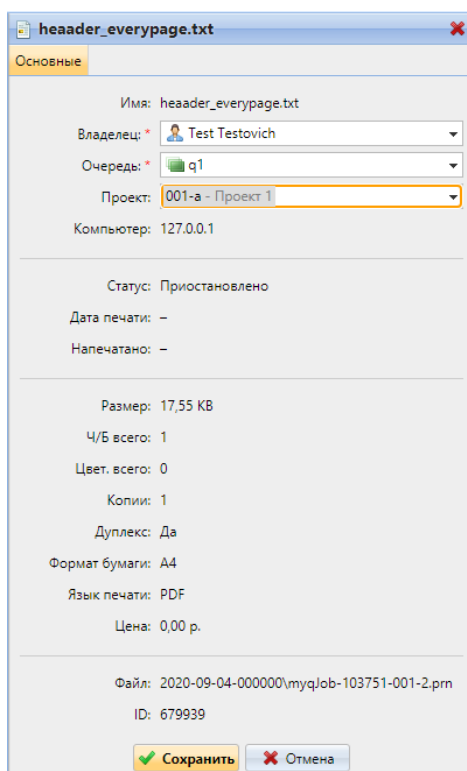 heaader_everypage.txt
Основные
Имя: heaader_everypage.txt
Владелец: * Test Testovich
Очередь: * q1
Проект: 001-a - Проект 1
Компьютер: 127.0.0.1
Статус: Приостановлено
Дата печати: –
Напечатано: –
Размер: 17,55 KB
Ч/Б всего: 1
Цвет. всего: 0
Копии: 1
Дуплекс: Да
Формат бумаги: A4
Язык печати: PDF
Цена: 0,00 р.
Файл: 2020-09-04-000000\myqJob-103751-001-2.prn
ID: 679939
Сохранить Отмена